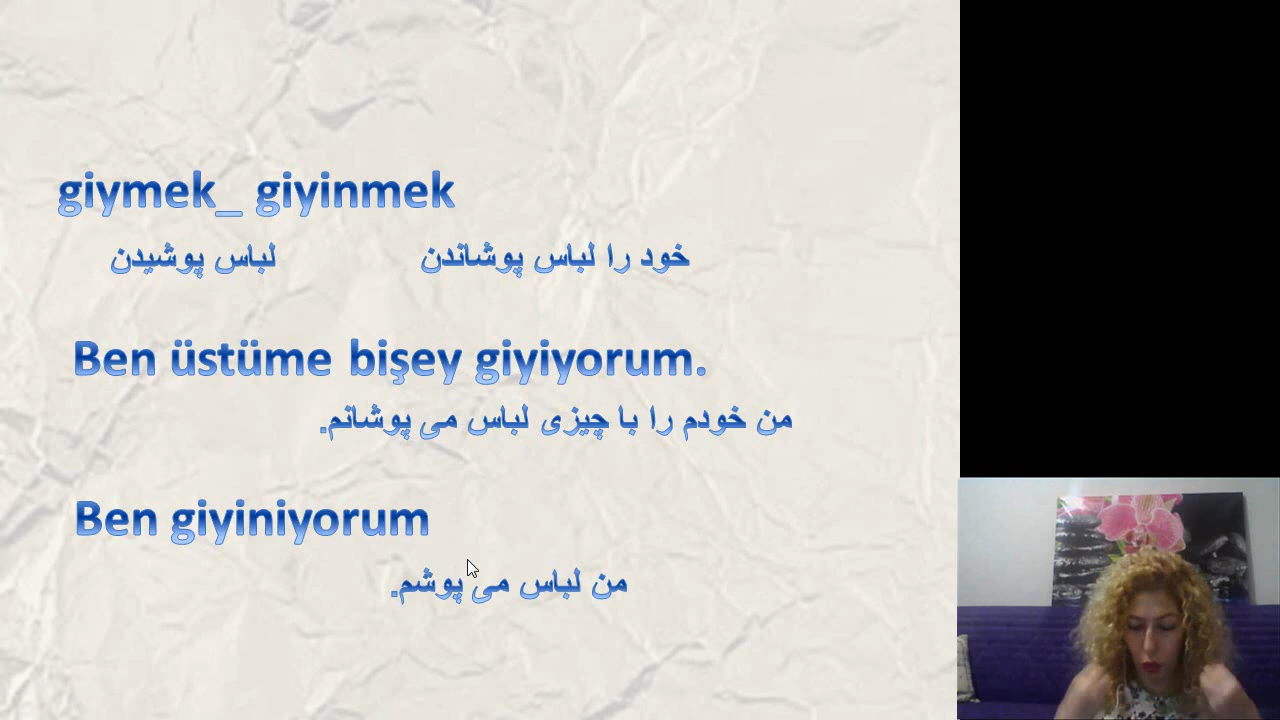 giymek_ giyinmek
لباس پوشیدن
خود را لباس پوشاندن
Ben üstüme bişey giyiyorum.
من خودم را با چیزی لباس می پوشانم.
Ben giyiniyorum
من لباس می پوشم.